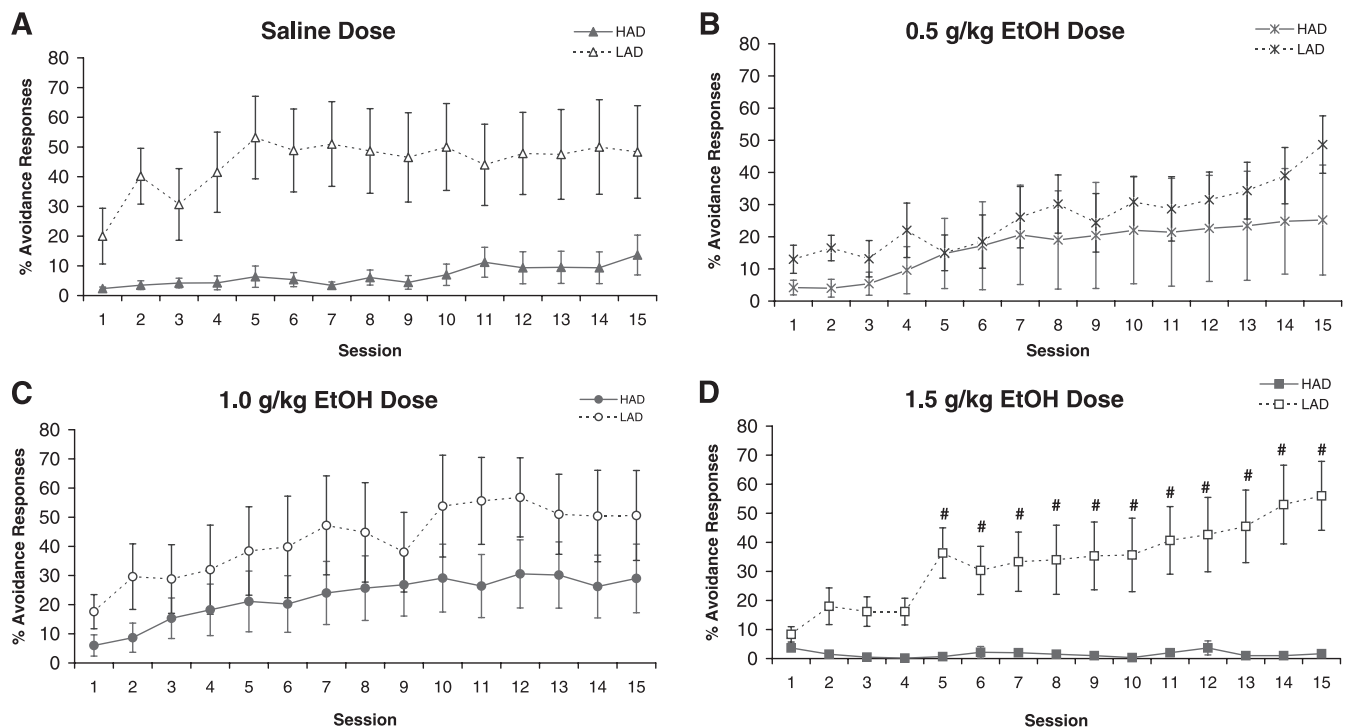 A
Saline Dose
HAD
LAD
% Avoidance Responses
80
70
60
50
40
30
20
10
0
1 2 3 4 5 6 7 8 9 10 11 12 13 14 15
Session
B
0.5 g/kg EtOH Dose
HAD
LAD
% Avoidance Responses
80
70
60
50
40
30
20
10
0
1 2 3 4 5 6 7 8 9 10 11 12 13 14 15
Session
C
1.0 g/kg EtOH Dose
HAD
LAD
% Avoidance Responses
80
70
60
50
40
30
20
10
0
1 2 3 4 5 6 7 8 9 10 11 12 13 14 15
Session
D
1.5 g/kg EtOH Dose
HAD
LAD
% Avoidance Responses
80
70
60
50
40
30
20
10
0
# # # # # # # # # # #
1 2 3 4 5 6 7 8 9 10 11 12 13 14 15
Session